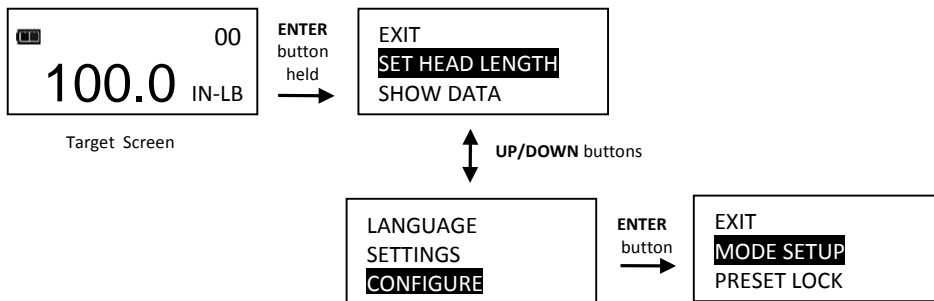 00
100.0 IN-LB
Target Screen
ENTER
button
held
EXIT
SET HEAD LENGTH
SHOW DATA
UP/DOWN buttons
LANGUAGE
SETTINGS
CONFIGURE
ENTER
button
EXIT
MODE SETUP
PRESET LOCK